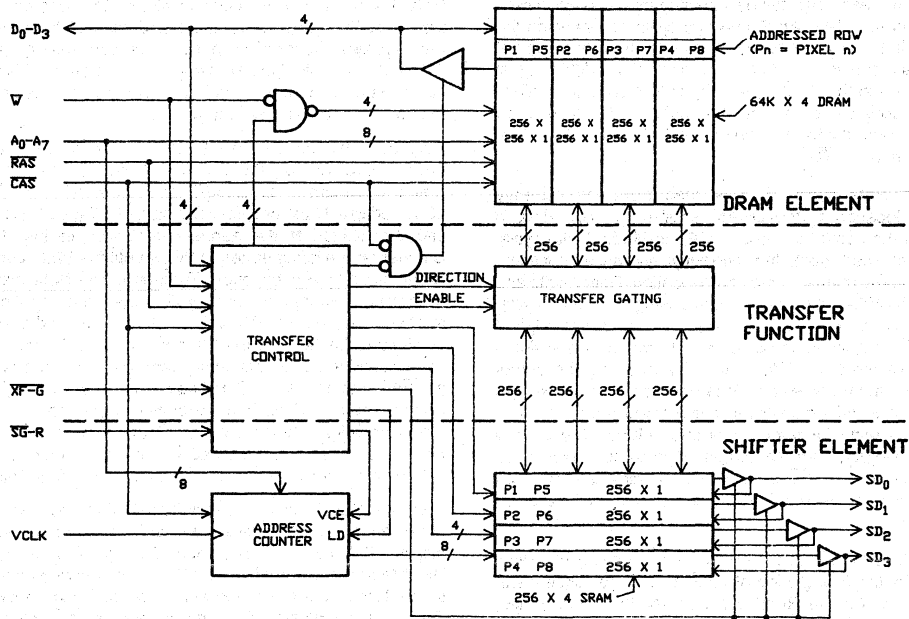 D0-D3
4
P1 P5 P2 P6 P3 P7 P4 P8
ADDRESSED ROW
(Pn = PIXEL n)
W̅
4
64K X 4 DRAM
A0-A7
8
256 X 256 X 256 X 256 X
256 X 1 256 X 1 256 X 1 256 X 1
R̅A̅S̅
C̅A̅S̅
DRAM ELEMENT
4 4
256 256 256 256
DIRECTION
ENABLE
TRANSFER GATING
TRANSFER
FUNCTION
TRANSFER
CONTROL
X̅F̅-G̅
256 256 256 256
S̅G̅-R
SHIFTER ELEMENT
8
P1 P5 256 X 1
SD0
P2 P6 256 X 1
SD1
P3 P7 256 X 1
SD2
P4 P8 256 X 1
SD3
VCE
ADDRESS
COUNTER
LD
4
8
VCLK
256 X 4 SRAM